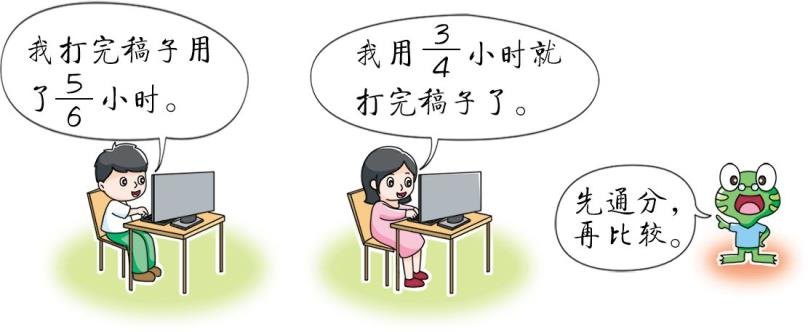 我打完稿子用
了5/6小时。
我用3/4小时就
打完稿子了。
先通分，
再比较。